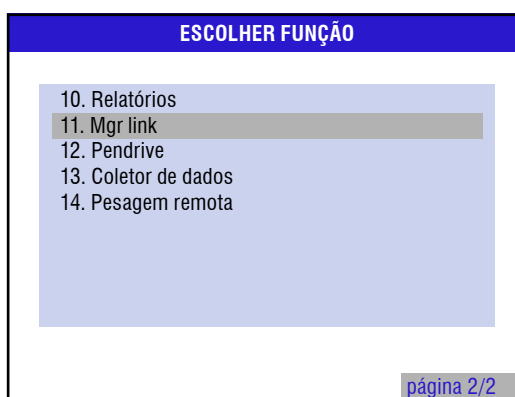 ESCOLHER FUNÇÃO
10. Relatórios
11. Mgr link
12. Pendrive
13. Coletor de dados
14. Pesagem remota
página 2/2